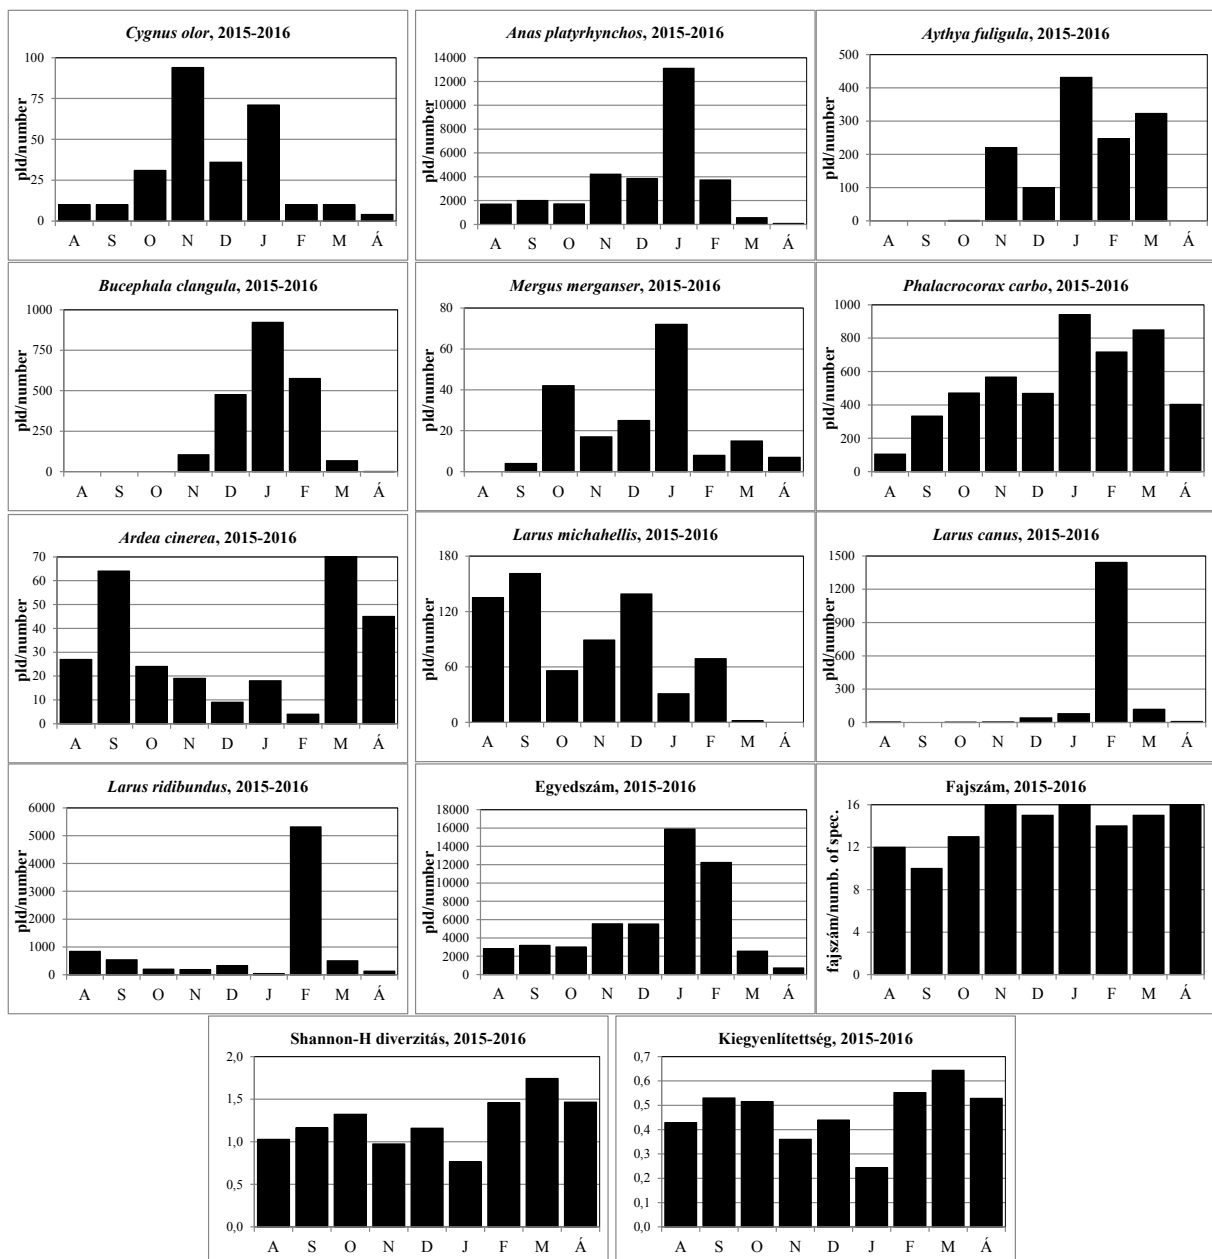 Cygnus olor, 2015-2016
pld/number
100
75
50
25
0
A S O N D J F M Á
Anas platyrhynchos, 2015-2016
pld/number
14000
12000
10000
8000
6000
4000
2000
0
A S O N D J F M Á
Aythya fuligula, 2015-2016
pld/number
500
400
300
200
100
0
A S O N D J F M Á
Bucephala clangula, 2015-2016
pld/number
1000
750
500
250
0
A S O N D J F M Á
Mergus merganser, 2015-2016
pld/number
80
60
40
20
0
A S O N D J F M Á
Phalacrocorax carbo, 2015-2016
pld/number
1000
800
600
400
200
0
A S O N D J F M Á
Ardea cinerea, 2015-2016
pld/number
70
60
50
40
30
20
10
0
A S O N D J F M Á
Larus michahellis, 2015-2016
pld/number
180
120
60
0
A S O N D J F M Á
Larus canus, 2015-2016
pld/number
1500
1200
900
600
300
0
A S O N D J F M Á
Larus ridibundus, 2015-2016
pld/number
6000
5000
4000
3000
2000
1000
0
A S O N D J F M Á
Egyedszám, 2015-2016
pld/number
18000
16000
14000
12000
10000
8000
6000
4000
2000
0
A S O N D J F M Á
Fajszám, 2015-2016
fajszám/numb. of spec.
16
12
8
4
0
A S O N D J F M Á
Shannon-H diverzitás, 2015-2016
2,0
1,5
1,0
0,5
0,0
A S O N D J F M Á
Kiegyenlítettség, 2015-2016
0,7
0,6
0,5
0,4
0,3
0,2
0,1
0,0
A S O N D J F M Á